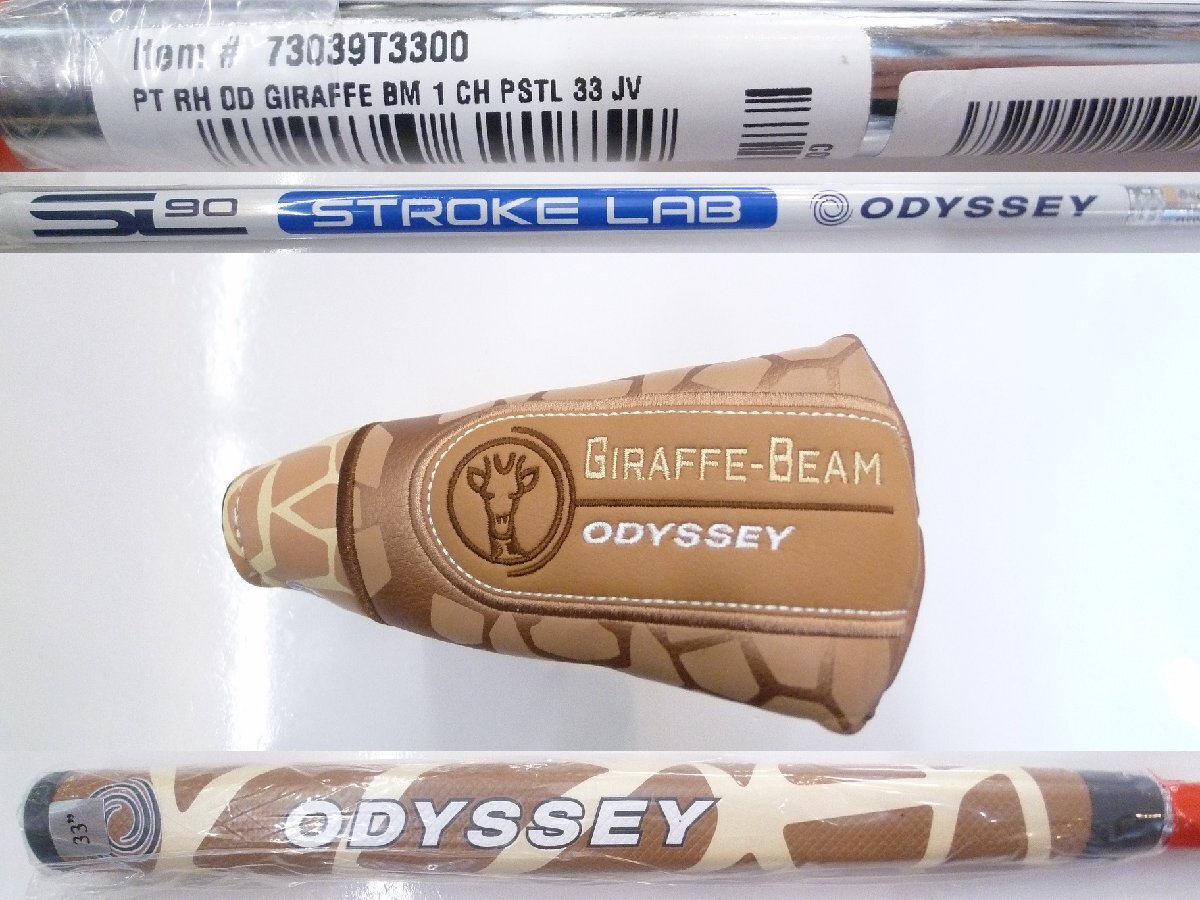 Item # 73039T3300
PT RH OD GIRAFFE BM 1 CH PSTL 33 JV
SL 90 STROKE LAB ODYSSEY
GIRAFFE-BEAM
ODYSSEY
33"
ODYSSEY